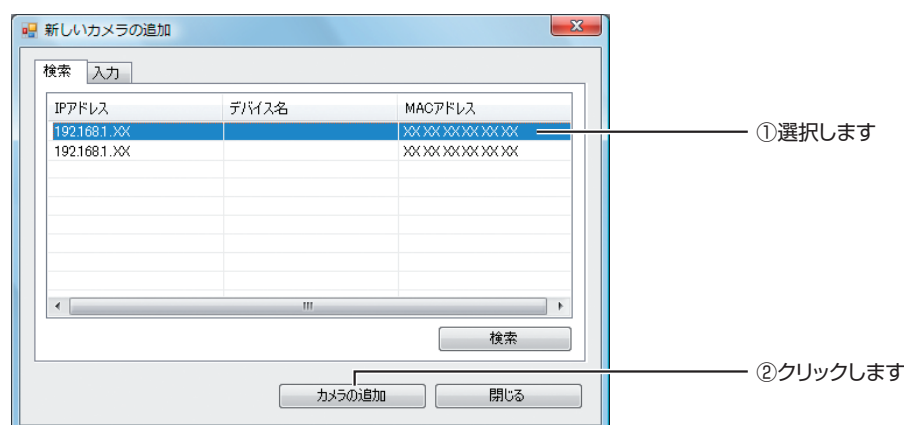 新しいカメラの追加
検索 入力
IPアドレス デバイス名 MACアドレス
192.168.1.XX XX XX XX XX XX XX
①選択します
192.168.1.XX XX XX XX XX XX XX
検索
②クリックします
カメラの追加 閉じる